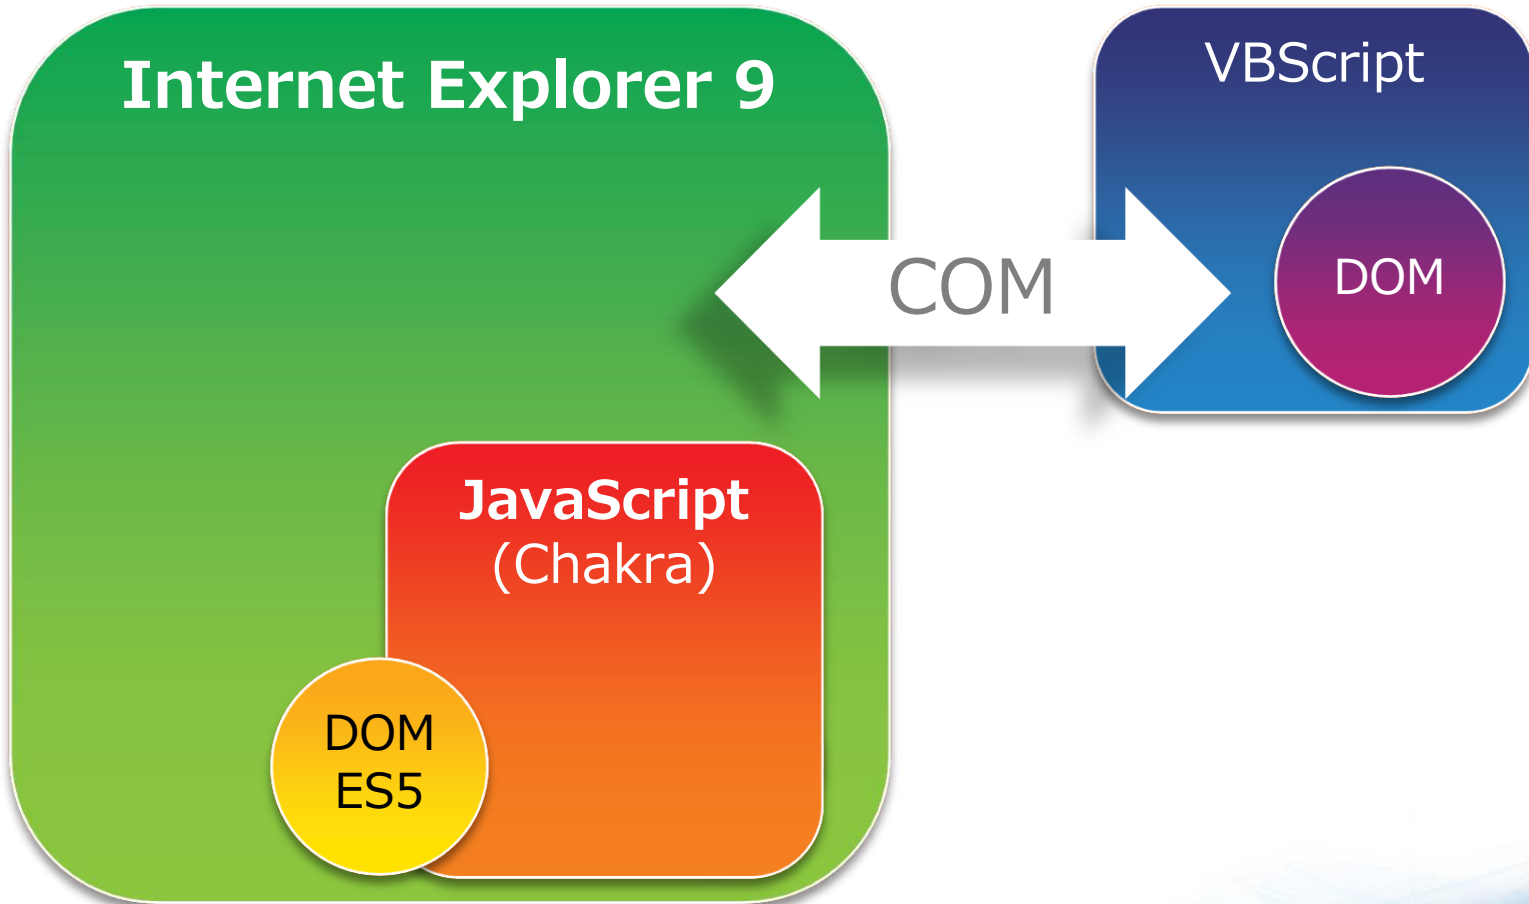 Internet Explorer 9
VBScript
COM
DOM
JavaScript
(Chakra)
DOM
ES5